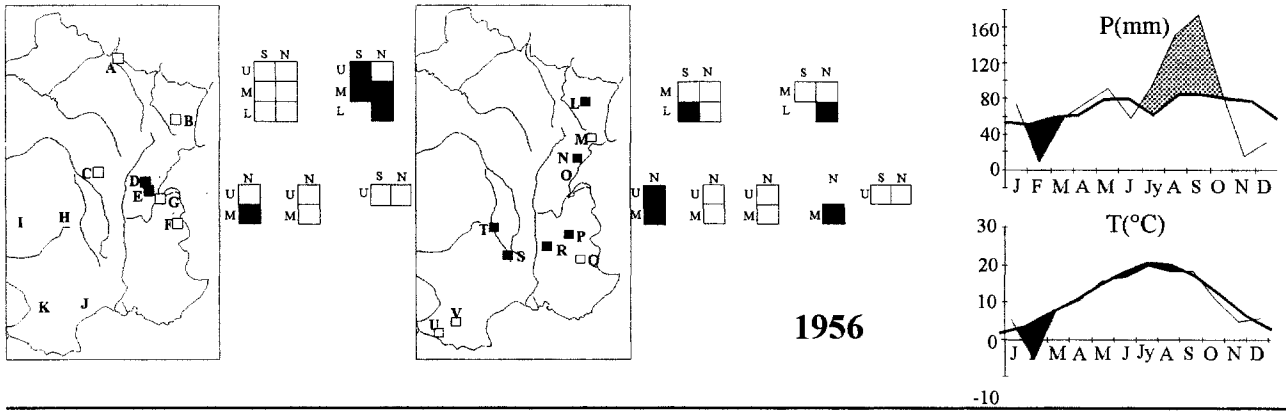 A
B
C
D
E
G
F
I
H
K
J
S N
U
M
L
S N
U
M
L
N
U
M
N
U
M
S N
U
L
M
N
O
T
S
P
R
Q
V
U
S N
M
L
S N
M
L
N
U
M
N
U
M
N
U
M
N
M
S N
U
1956
P(mm)
160
120
80
40
0
J F M A M J Jy A S O N D
T(°C)
30
20
10
0
J F M A M J Jy A S O N D
-10